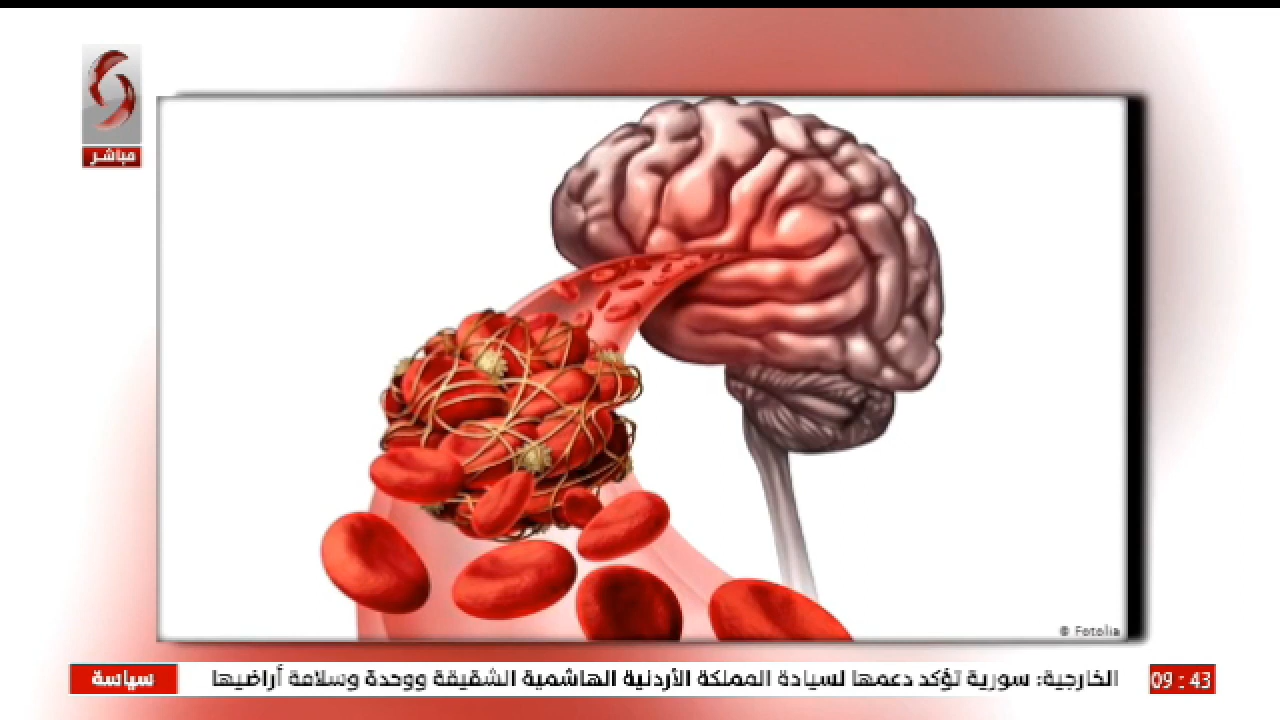 مباشر
© Fotolia
سياسة
الخارجية: سورية تؤكد دعمها لسيادة المملكة الأردنية الهاشمية الشقيقة ووحدة وسلامة أراضيها
09:43